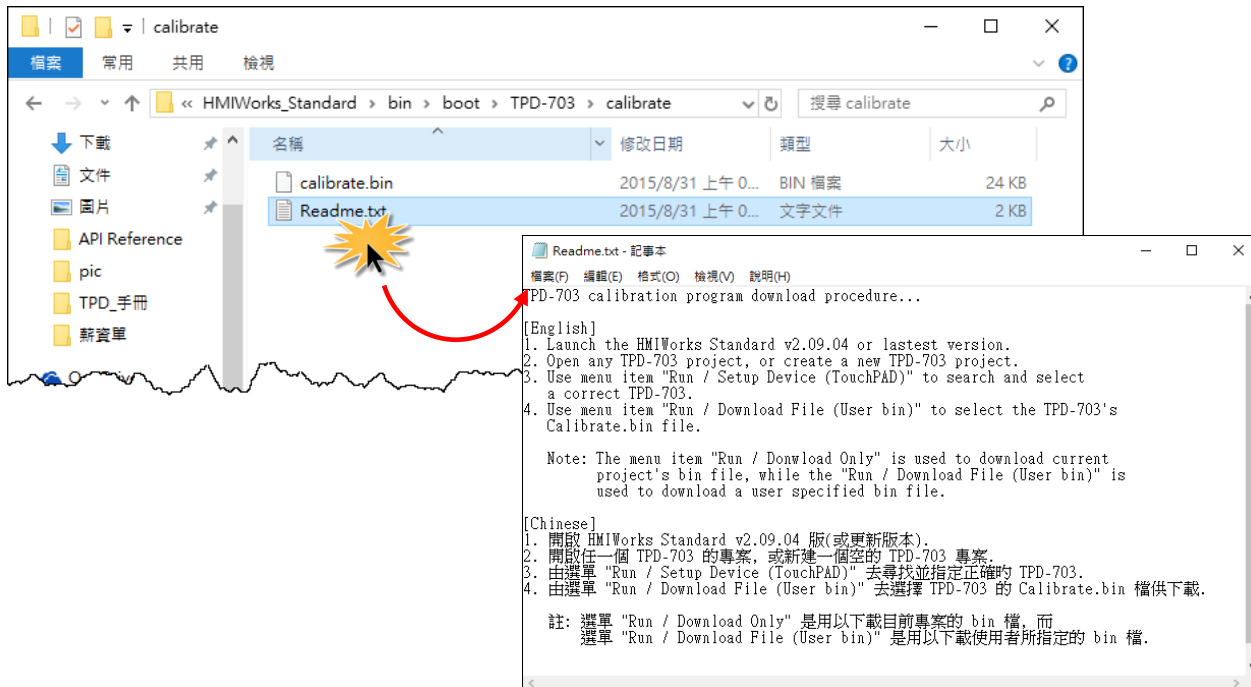 calibrate
檔案 常用 共用 檢視
« HMIWorks_Standard › bin › boot › TPD-703 › calibrate 搜尋 calibrate
名稱 修改日期 類型 大小
下載
文件
圖片
API Reference
pic
TPD_手冊
薪資單
calibrate.bin 2015/8/31 上午 0... BIN 檔案 24 KB
Readme.txt 2015/8/31 上午 0... 文字文件 2 KB
Readme.txt - 記事本
檔案(F) 編輯(E) 格式(O) 檢視(V) 說明(H)
TPD-703 calibration program download procedure...
[English]
1. Launch the HMIWorks Standard v2.09.04 or lastest version.
2. Open any TPD-703 project, or create a new TPD-703 project.
3. Use menu item "Run / Setup Device (TouchPAD)" to search and select
a correct TPD-703.
4. Use menu item "Run / Download File (User bin)" to select the TPD-703's
Calibrate.bin file.
Note: The menu item "Run / Donwload Only" is used to download current
project's bin file, while the "Run / Download File (User bin)" is
used to download a user specified bin file.
[Chinese]
1. 開啟 HMIWorks Standard v2.09.04 版(或更新版本).
2. 開啟任一個 TPD-703 的專案, 或新建一個空的 TPD-703 專案.
3. 由選單 "Run / Setup Device (TouchPAD)" 去尋找並指定正確的 TPD-703.
4. 由選單 "Run / Download File (User bin)" 去選擇 TPD-703 的 Calibrate.bin 檔供下載.
註: 選單 "Run / Download Only" 是用以下載目前專案的 bin 檔, 而
選單 "Run / Download File (User bin)" 是用以下載使用者所指定的 bin 檔.